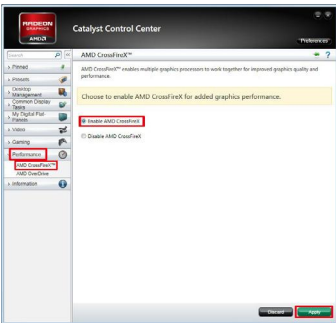 RADEON
GRAPHICS
AMD
Catalyst Control Center
Preferences
Search
AMD CrossFireX™
?
Pinned
Presets
Desktop
Management
Common Display
Tasks
My Digital Flat-
Panels
Video
Gaming
Performance
AMD CrossFireX™
AMD OverDrive
Information
AMD CrossFireX™ enables multiple graphics processors to work together for improved graphics quality and
performance.
Choose to enable AMD CrossFireX for added graphics performance.
Enable AMD CrossFireX
Disable AMD CrossFireX
Discard
Apply